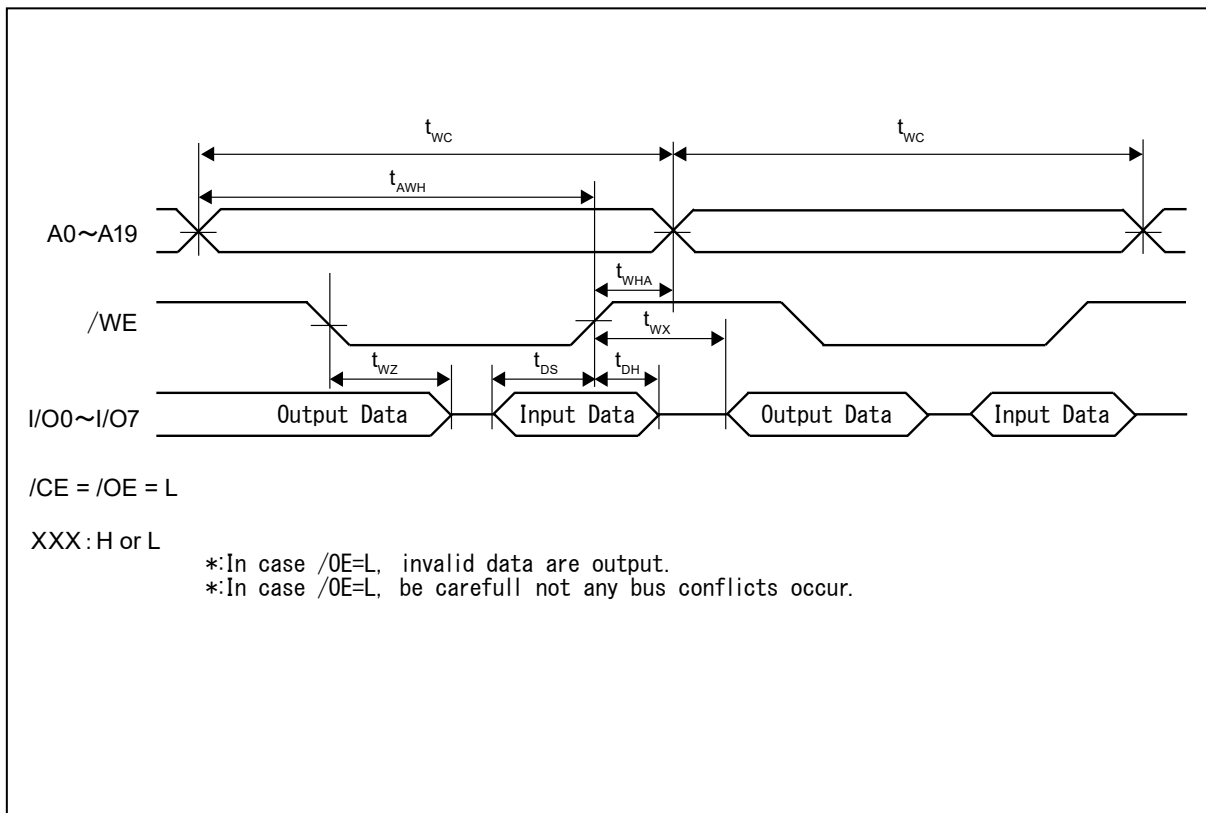 tWC tWC
tAWH
A0～A19
tWHA
/WE
tWX
tWZ tDS tDH
I/O0～I/O7 Output Data Input Data Output Data Input Data
/CE = /OE = L
XXX : H or L
*:In case /OE=L, invalid data are output.
*:In case /OE=L, be carefull not any bus conflicts occur.